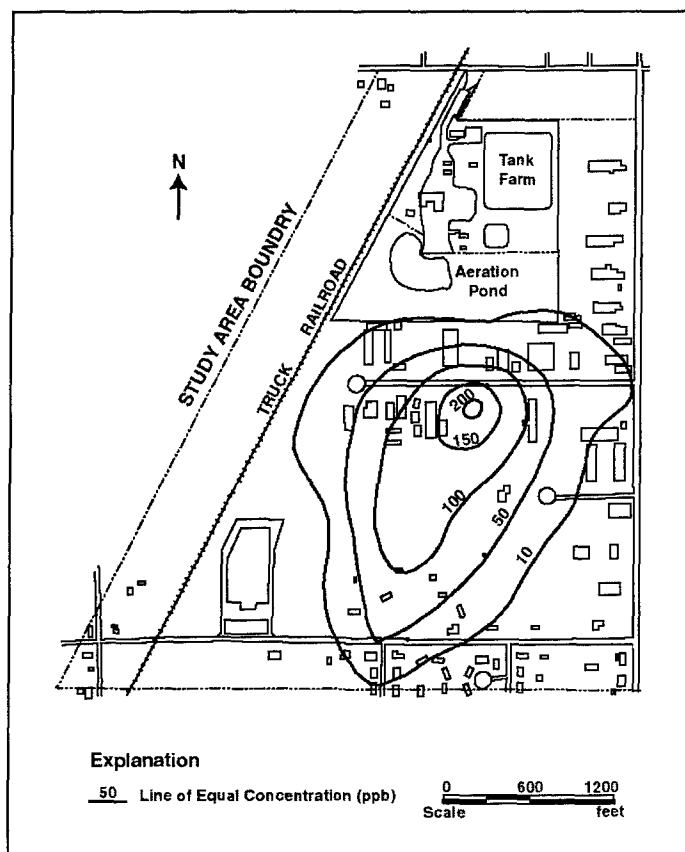 N
Tank
Farm
Aeration
Pond
STUDY AREA BOUNDRY
TRUCK RAILROAD
200
150
100
50
10
Explanation
50 Line of Equal Concentration (ppb)
0 600 1200
Scale feet